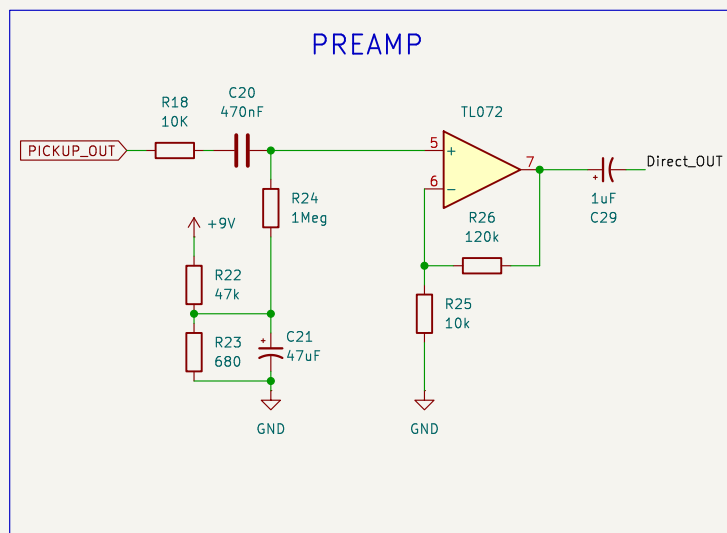 PREAMP
C20
470nF
R18
10K
TL072
PICKUP_OUT
5
+
7
Direct_OUT
6
-
1uF
C29
R24
1Meg
R26
120k
+9V
R22
47k
R25
10k
R23
680
+
C21
47uF
+
GND
GND